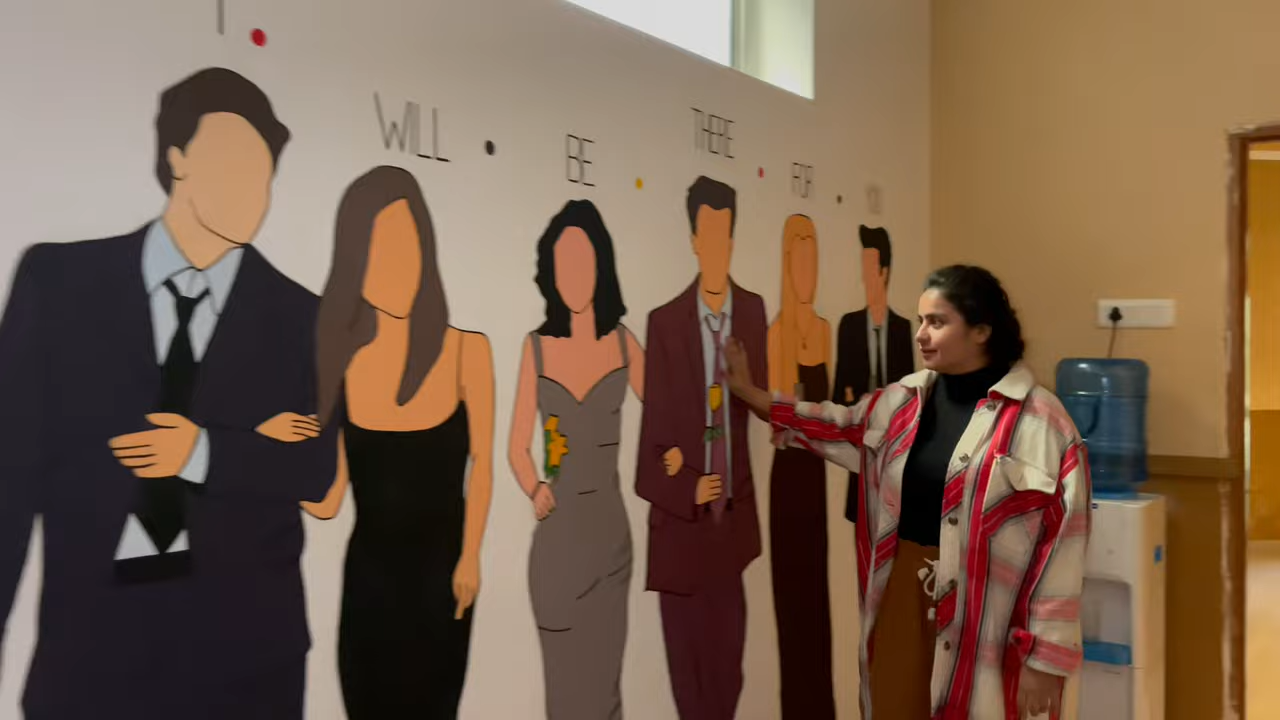 I • WILL • BE • THERE • FOR •